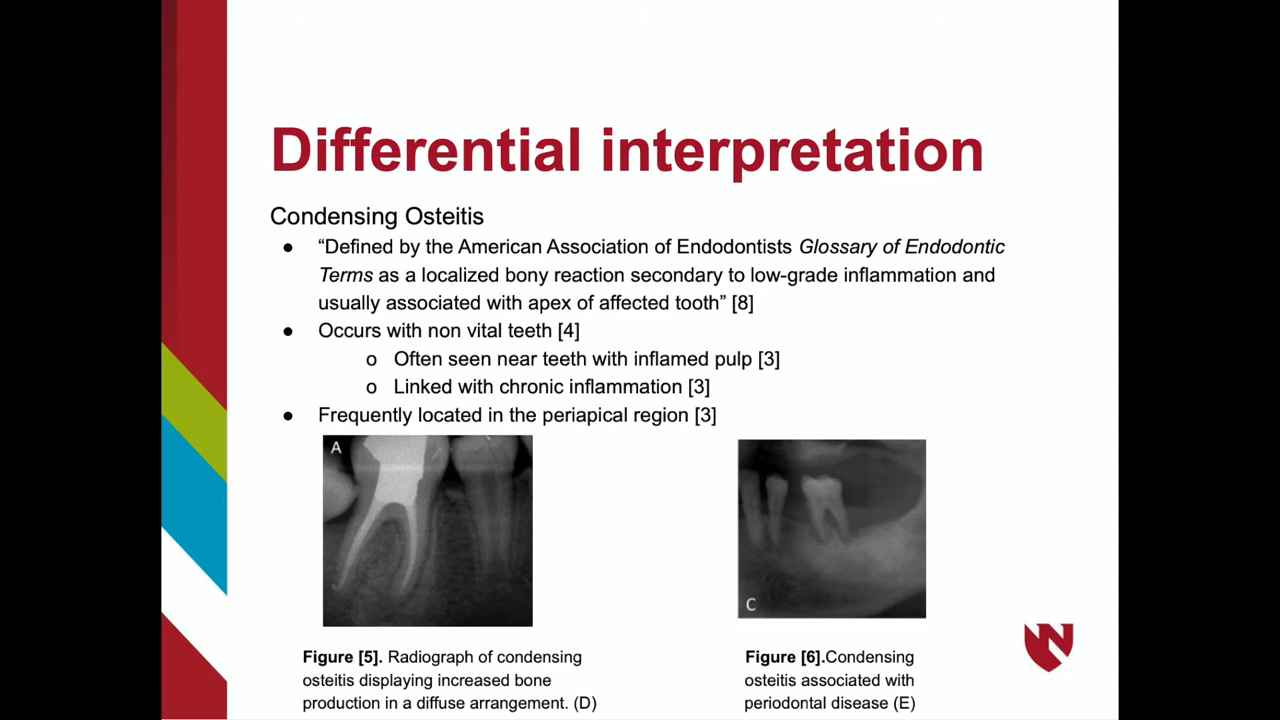 Differential interpretation
Condensing Osteitis
● “Defined by the American Association of Endodontists Glossary of Endodontic
Terms as a localized bony reaction secondary to low-grade inflammation and
usually associated with apex of affected tooth” [8]
● Occurs with non vital teeth [4]
o Often seen near teeth with inflamed pulp [3]
o Linked with chronic inflammation [3]
● Frequently located in the periapical region [3]
A
C
Figure [5]. Radiograph of condensing
osteitis displaying increased bone
production in a diffuse arrangement. (D)
Figure [6].Condensing
osteitis associated with
periodontal disease (E)
N